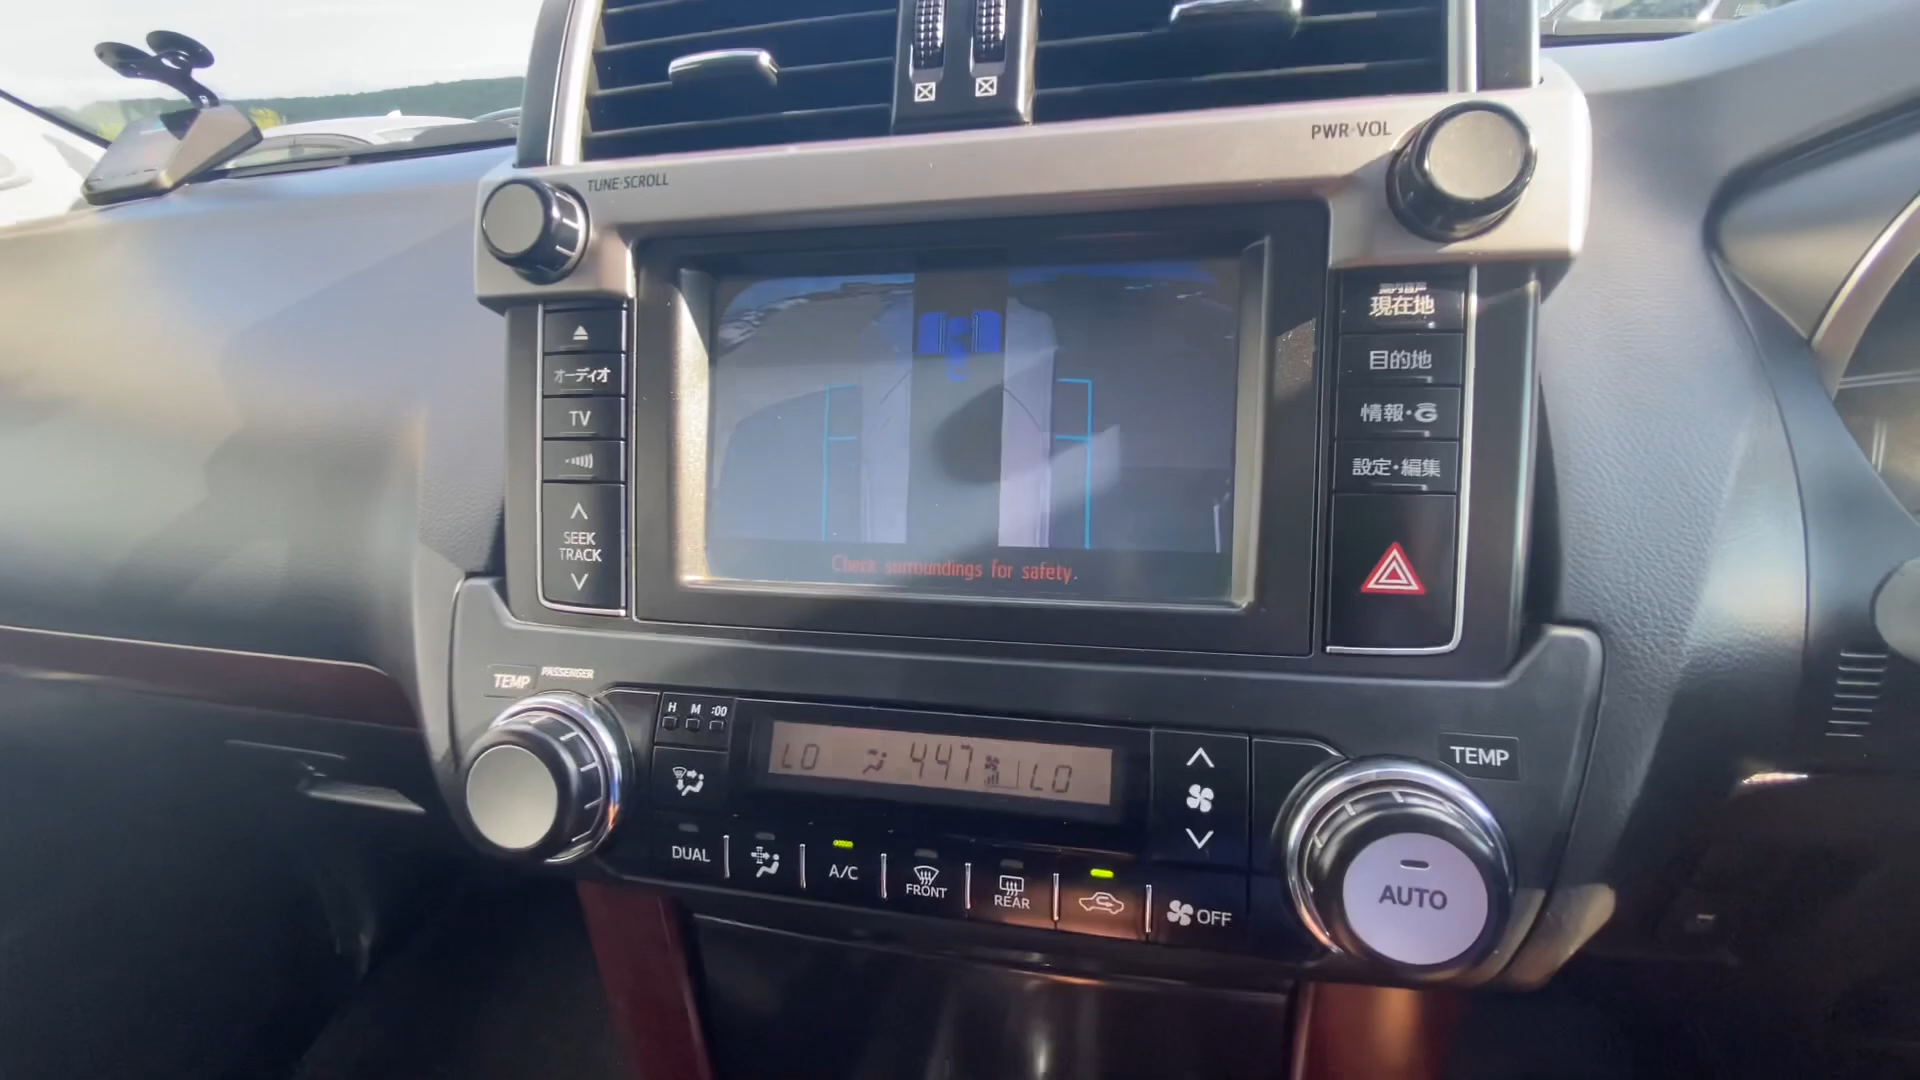 PWR·VOL
TUNE·SCROLL
現在地
オーディオ
目的地
TV
情報・G
設定・編集
SEEK
TRACK
Check surroundings for safety.
TEMP PASSENGER
H M :00
LO 447 LO
TEMP
DUAL
A/C
FRONT
REAR
OFF
AUTO